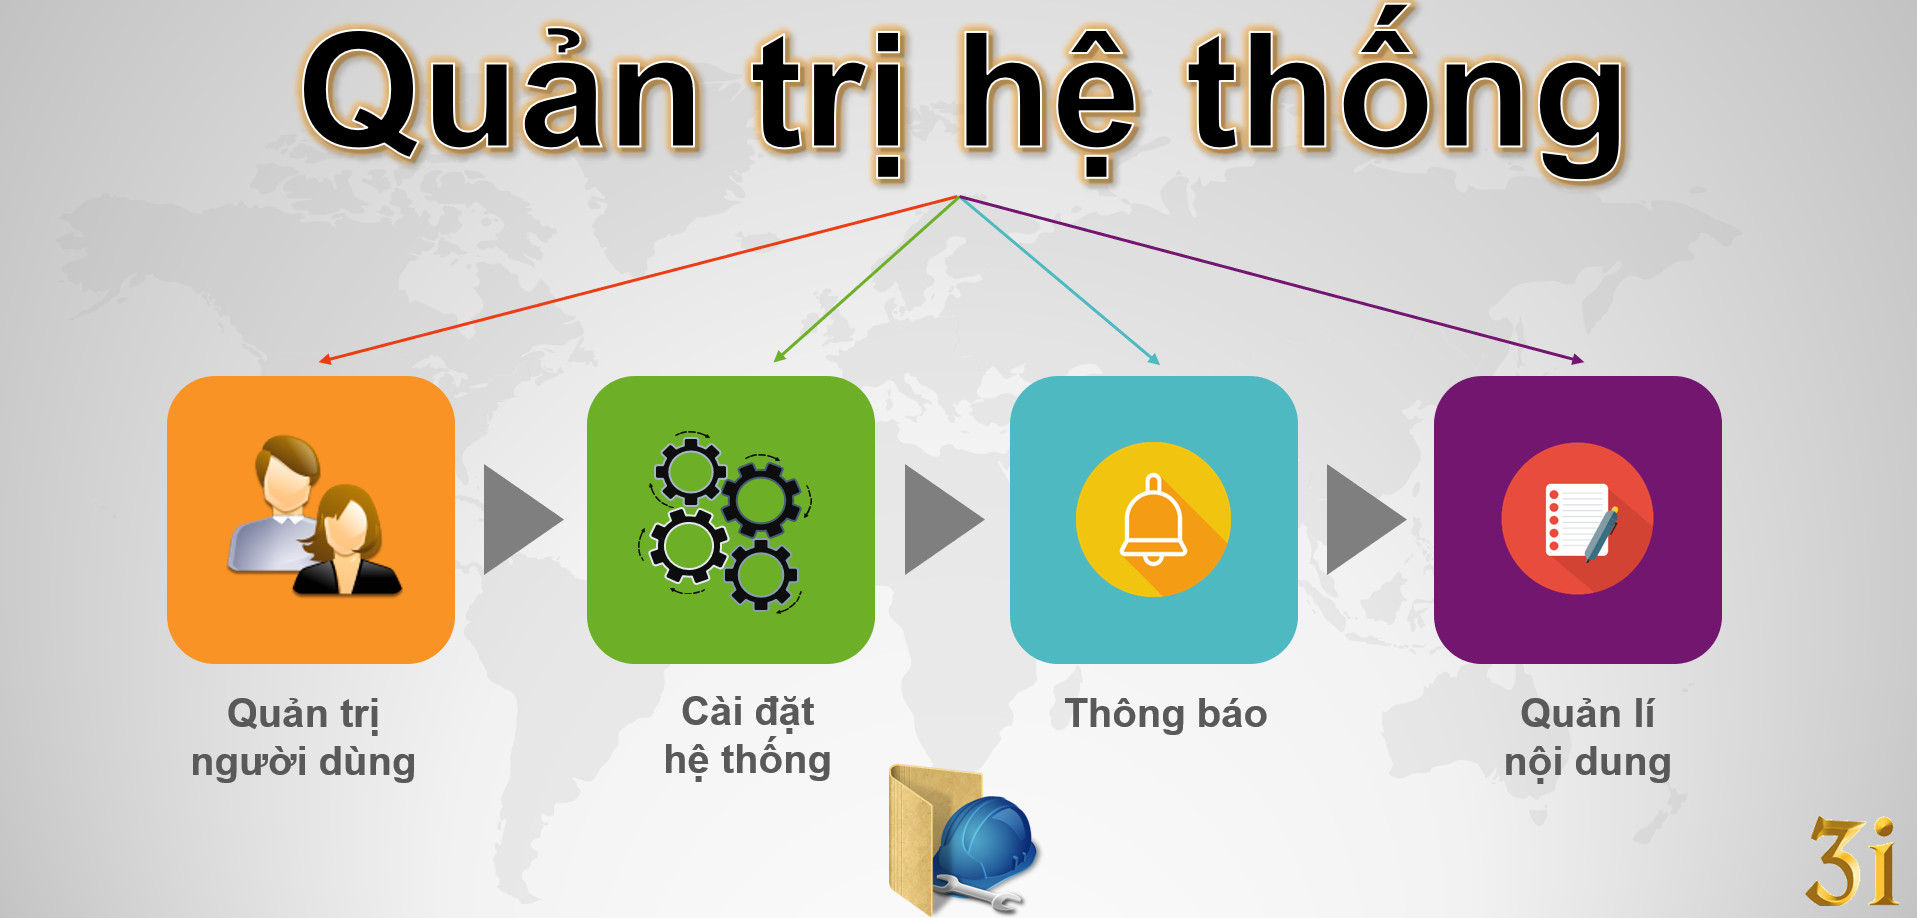 Quản trị hệ thống
Quản trị
người dùng
Cài đặt
hệ thống
Thông báo
Quản lí
nội dung
3i